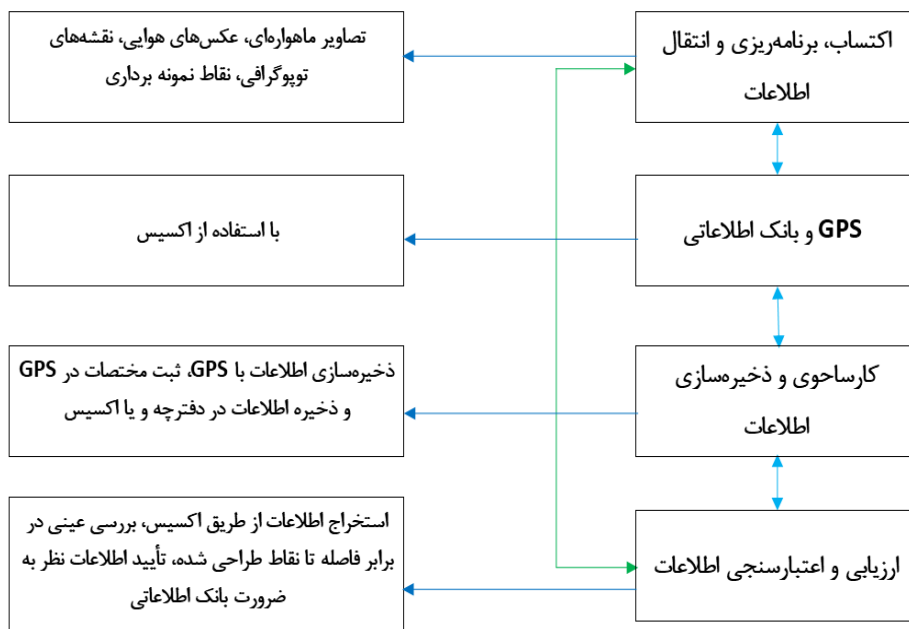 اکتساب، برنامه‌ریزی و انتقال
اطلاعات
تصاویر ماهواره‌ای، عکس‌های هوایی، نقشه‌های
توپوگرافی، نقاط نمونه برداری
GPS و بانک اطلاعاتی
با استفاده از اکسیس
کارساحوی و ذخیره‌سازی
اطلاعات
ذخیره‌سازی اطلاعات با GPS، ثبت مختصات در GPS
و ذخیره اطلاعات در دفترچه و یا اکسیس
ارزیابی و اعتبارسنجی اطلاعات
استخراج اطلاعات از طریق اکسیس، بررسی عینی در
برابر فاصله تا نقاط طراحی شده، تأیید اطلاعات نظر به
ضرورت بانک اطلاعاتی